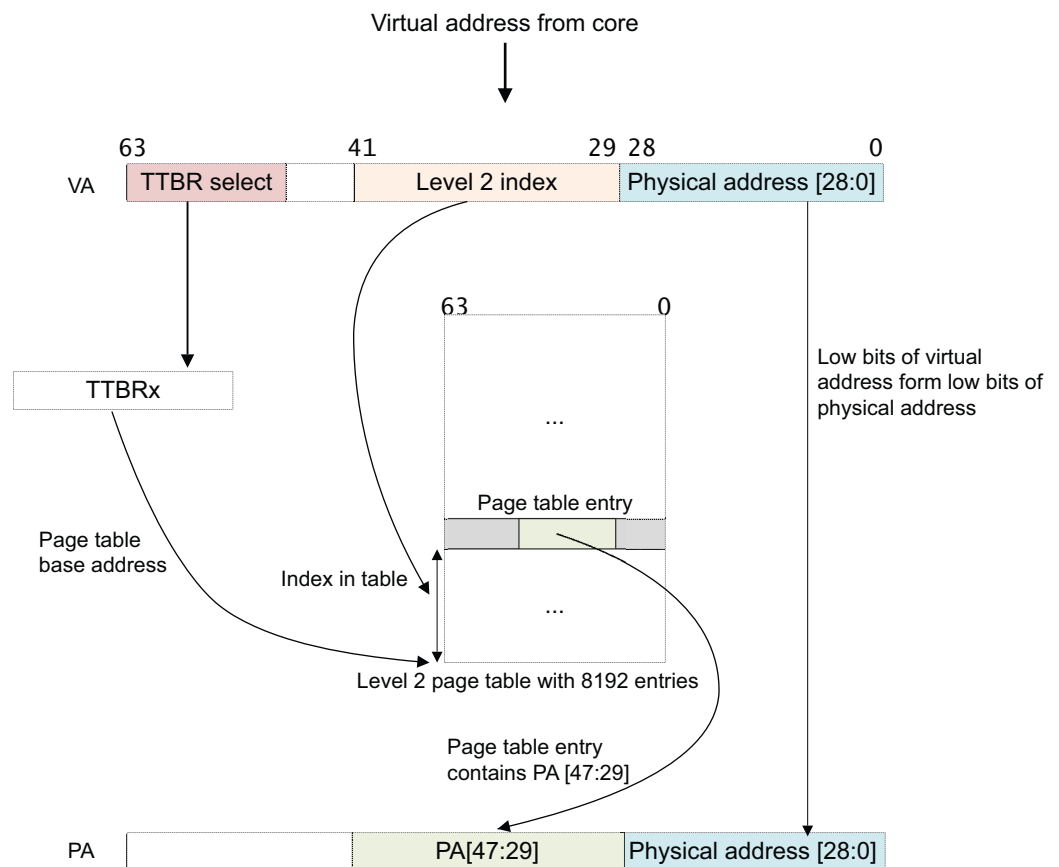 Virtual address from core
63 41 29 28 0
VA TTBR select Level 2 index Physical address [28:0]
63 0
Low bits of virtual
address form low bits of
physical address
TTBRx
...
Page table entry
Page table
base address
Index in table
...
Level 2 page table with 8192 entries
Page table entry
contains PA [47:29]
PA PA[47:29] Physical address [28:0]